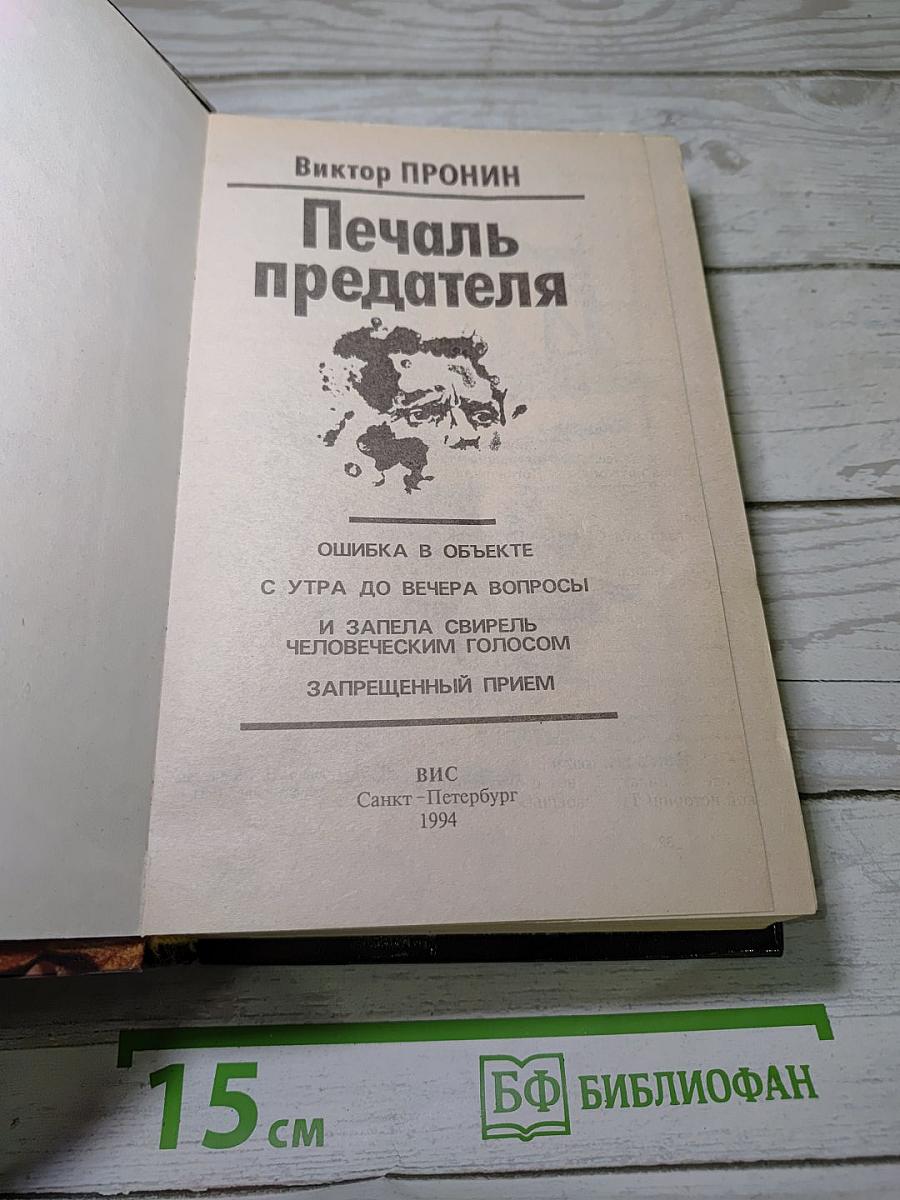 Виктор ПРОНИН
Печаль
предателя
ОШИБКА В ОБЪЕКТЕ
С УТРА ДО ВЕЧЕРА ВОПРОСЫ
И ЗАПЕЛА СВИРЕЛЬ
ЧЕЛОВЕЧЕСКИМ ГОЛОСОМ
ЗАПРЕЩЕННЫЙ ПРИЕМ
ВИС
Санкт-Петербург
1994
15 см
БФ БИБЛИОФАН